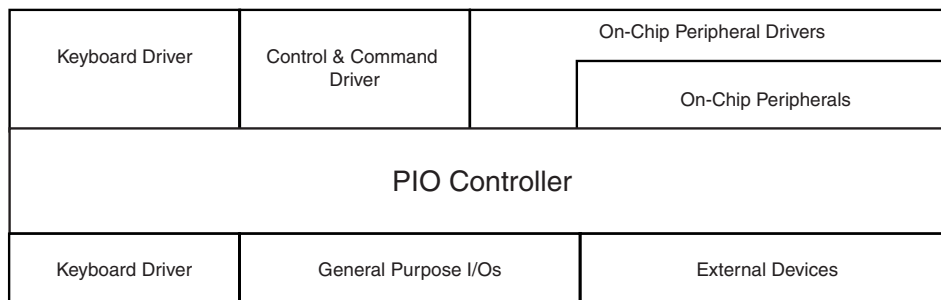 Keyboard Driver
Control & Command
Driver
On-Chip Peripheral Drivers
On-Chip Peripherals
PIO Controller
Keyboard Driver
General Purpose I/Os
External Devices